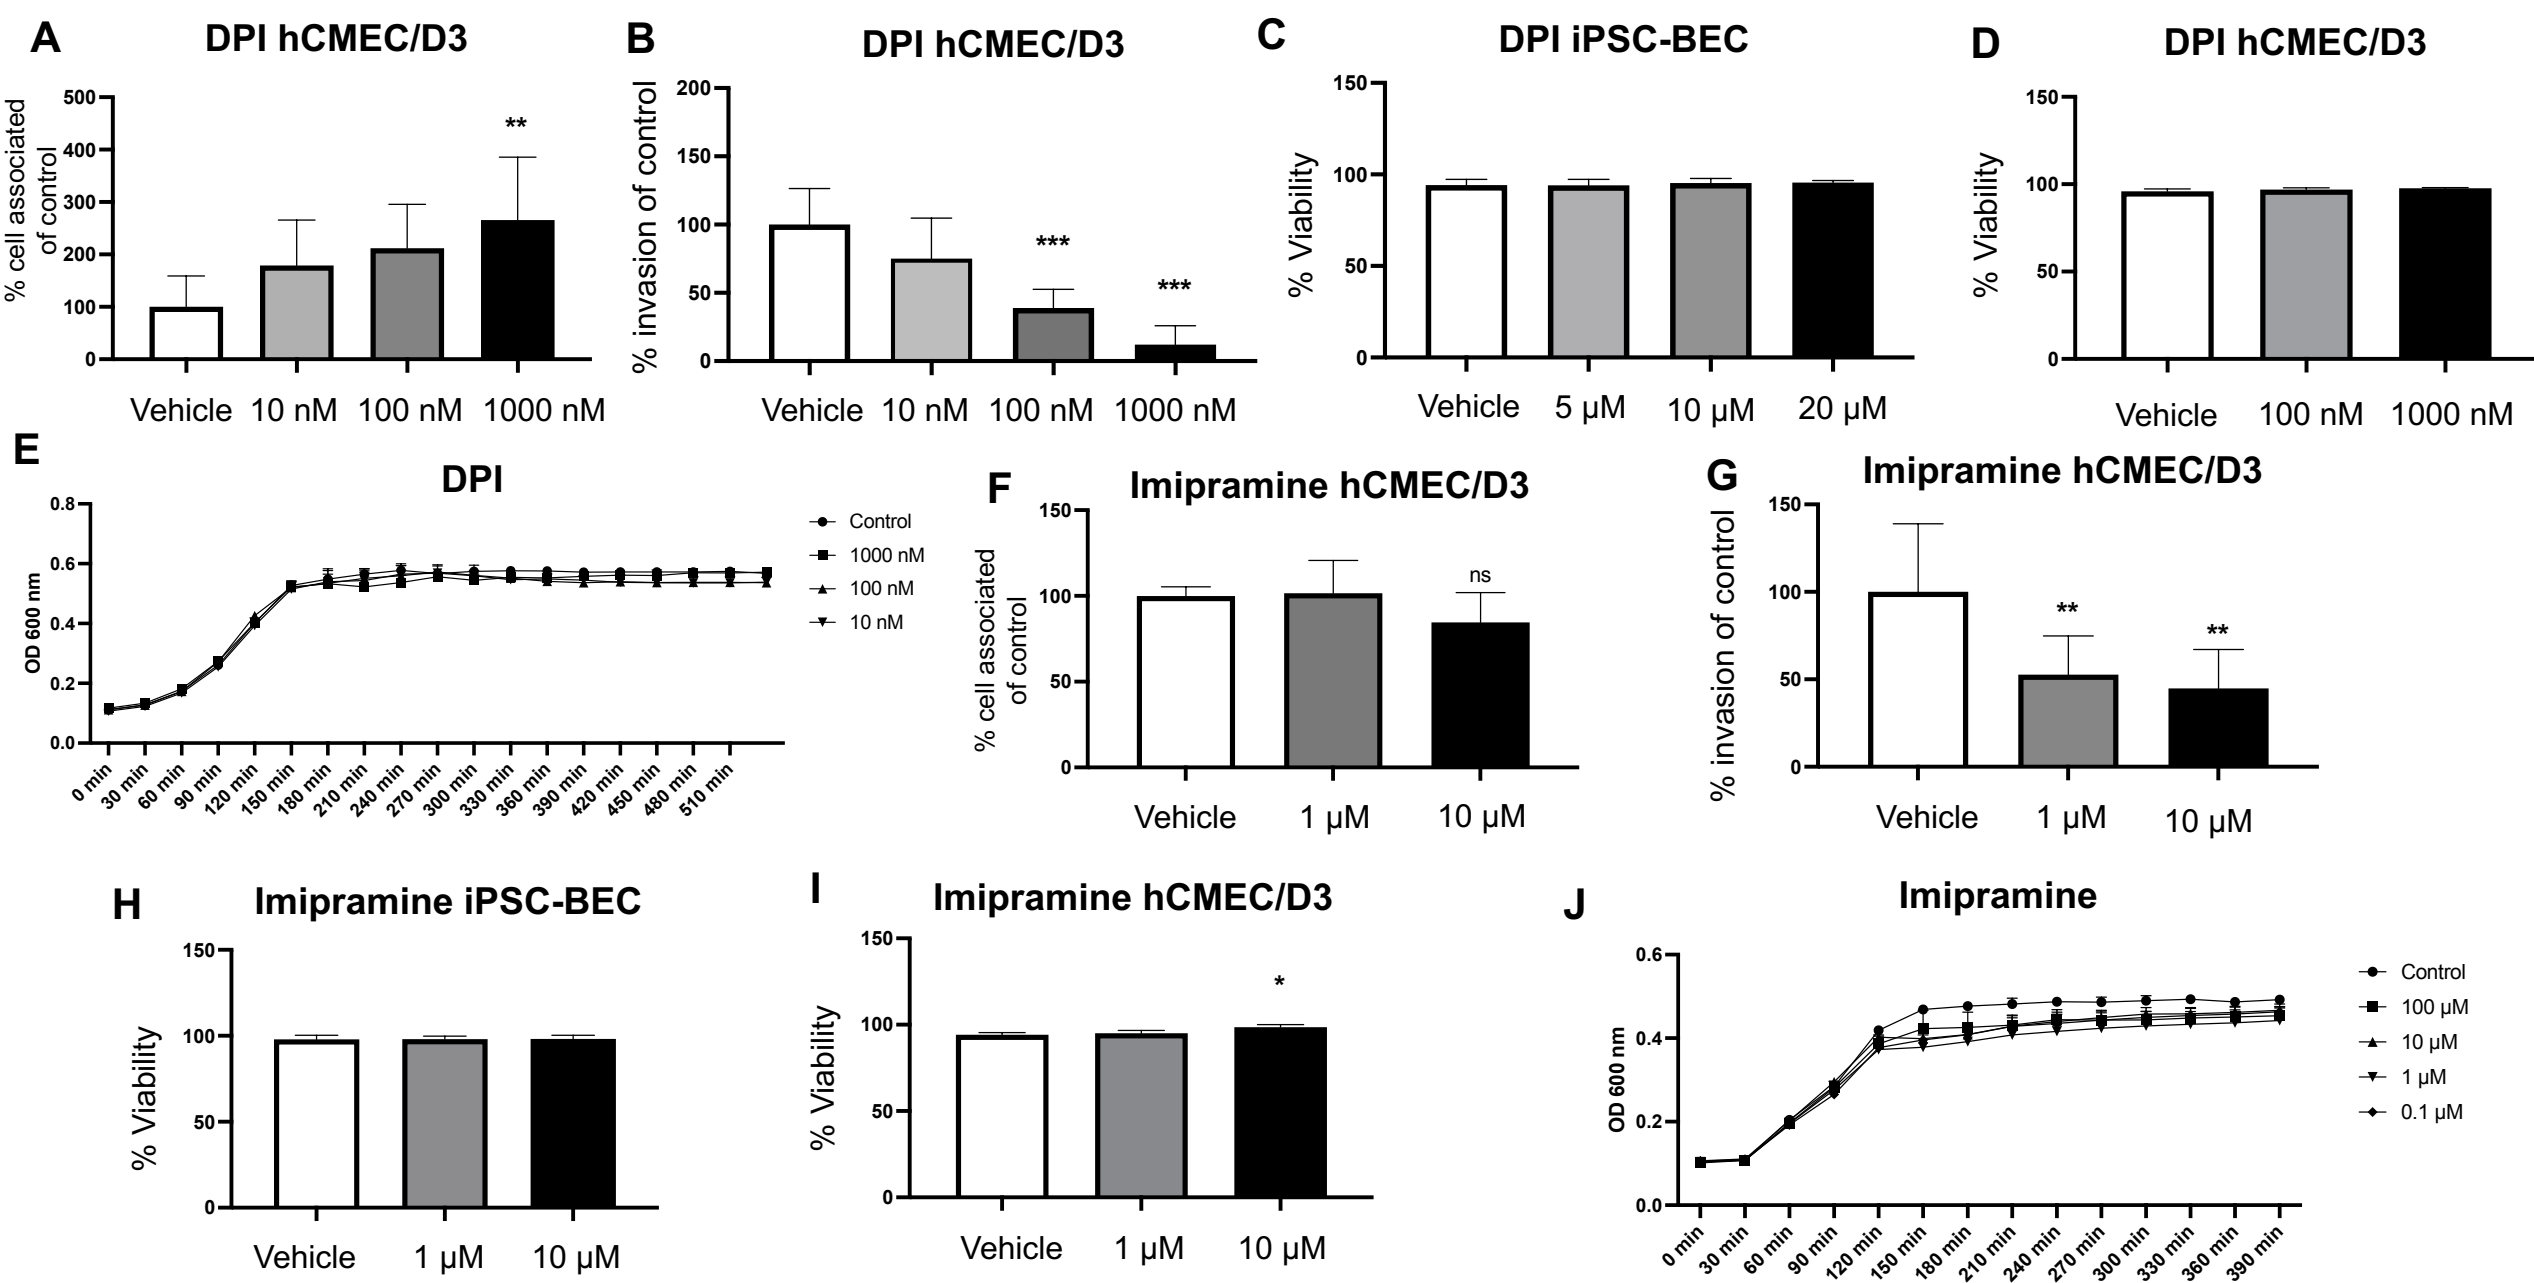 A
DPI hCMEC/D3
% cell associated
of control
500
400
300
200
100
0
**
Vehicle
10 nM
100 nM
1000 nM
B
DPI hCMEC/D3
% invasion of control
200
150
100
50
0
***
***
Vehicle
10 nM
100 nM
1000 nM
C
DPI iPSC-BEC
% Viability
150
100
50
0
Vehicle
5 µM
10 µM
20 µM
D
DPI hCMEC/D3
% Viability
150
100
50
0
Vehicle
100 nM
1000 nM
E
DPI
OD 600 nm
0.8
0.6
0.4
0.2
0.0
0 min
30 min
60 min
90 min
120 min
150 min
180 min
210 min
240 min
270 min
300 min
330 min
360 min
390 min
420 min
450 min
480 min
510 min
Control
1000 nM
100 nM
10 nM
F
Imipramine hCMEC/D3
% cell associated
of control
150
100
50
0
ns
Vehicle
1 µM
10 µM
G
Imipramine hCMEC/D3
% invasion of control
150
100
50
0
**
**
Vehicle
1 µM
10 µM
H
Imipramine iPSC-BEC
% Viability
150
100
50
0
Vehicle
1 µM
10 µM
I
Imipramine hCMEC/D3
% Viability
150
100
50
0
*
Vehicle
1 µM
10 µM
J
Imipramine
OD 600 nm
0.6
0.4
0.2
0.0
0 min
30 min
60 min
90 min
120 min
150 min
180 min
210 min
240 min
270 min
300 min
330 min
360 min
390 min
Control
100 µM
10 µM
1 µM
0.1 µM